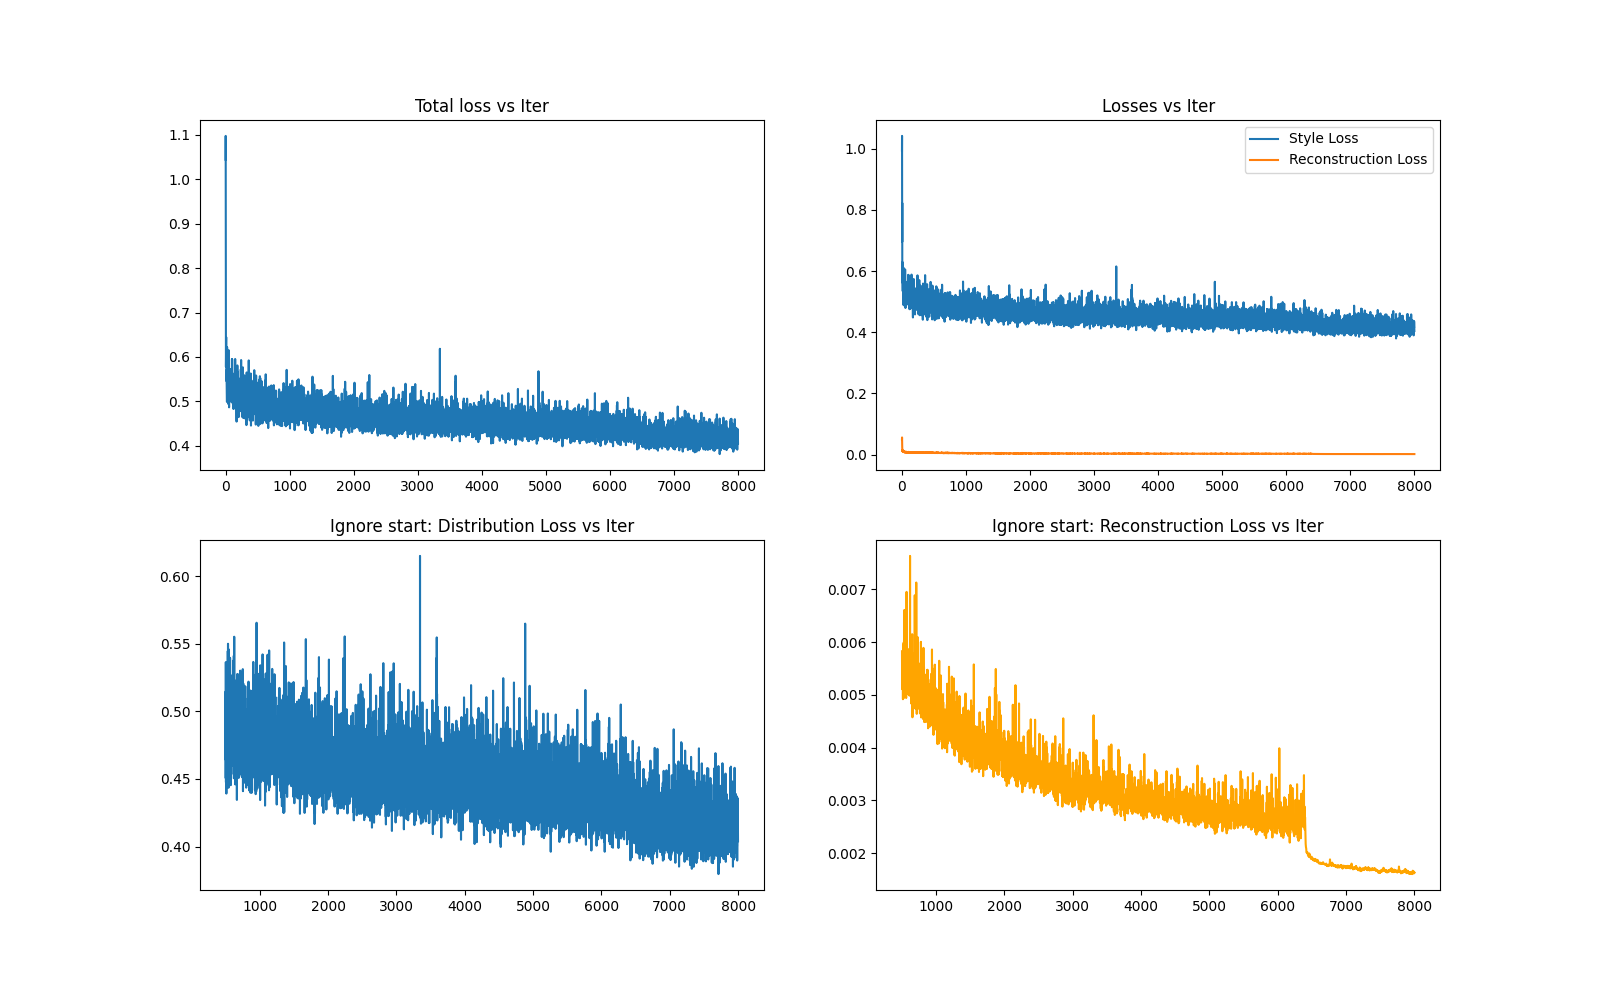 Total loss vs Iter
1.1
1.0
0.9
0.8
0.7
0.6
0.5
0.4
0 1000 2000 3000 4000 5000 6000 7000 8000
Losses vs Iter
Style Loss
Reconstruction Loss
1.0
0.8
0.6
0.4
0.2
0.0
0 1000 2000 3000 4000 5000 6000 7000 8000
Ignore start: Distribution Loss vs Iter
0.60
0.55
0.50
0.45
0.40
1000 2000 3000 4000 5000 6000 7000 8000
Ignore start: Reconstruction Loss vs Iter
0.007
0.006
0.005
0.004
0.003
0.002
1000 2000 3000 4000 5000 6000 7000 8000